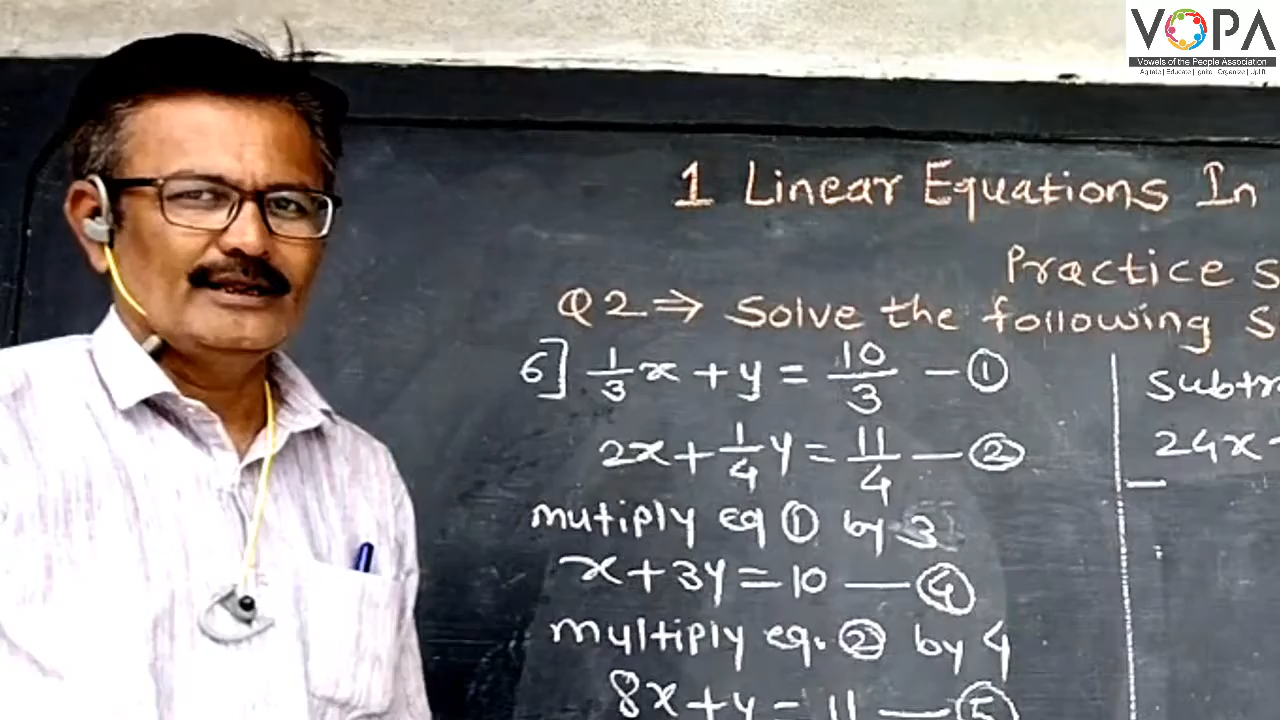 VOPA
Vowels of the People Association
1 Linear Equations In
Practice S
Q2⇒ Solve the following S
6] 1/3 x + y = 10/3 — ①
2x + 1/4 y = 11/4 — ②
mutiply eq ① by 3
x + 3y = 10 — ④
multiply eq. ② by 4
8x + y = 11 — ⑤
Subtr
24x